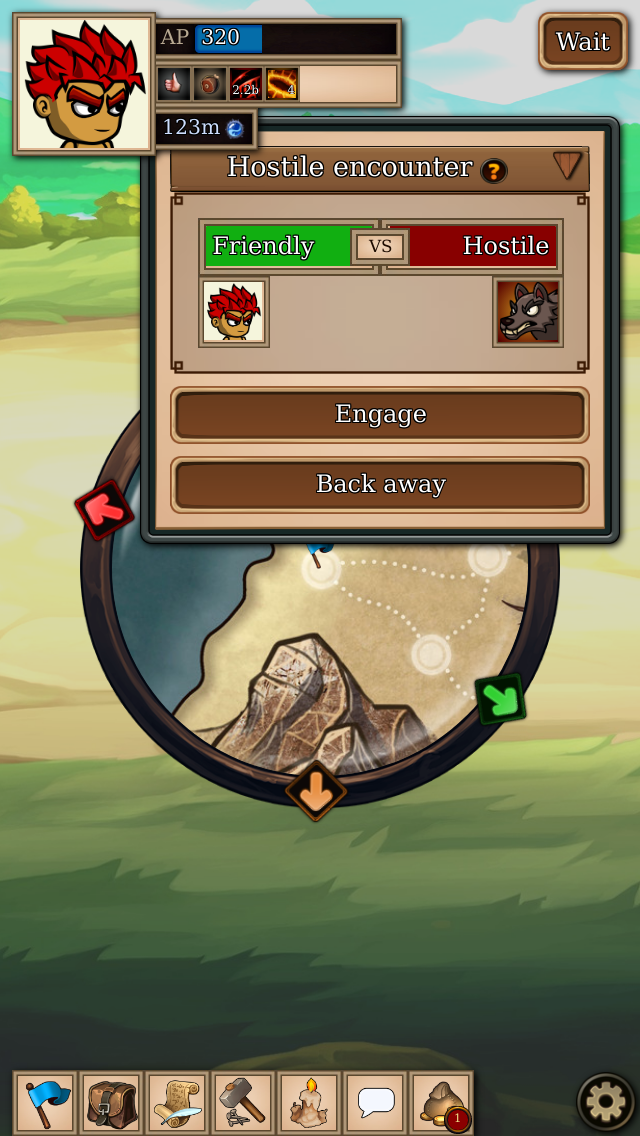 AP 320
Wait
2.2b
4
123m
Hostile encounter ?
Friendly
VS
Hostile
Engage
Back away
1